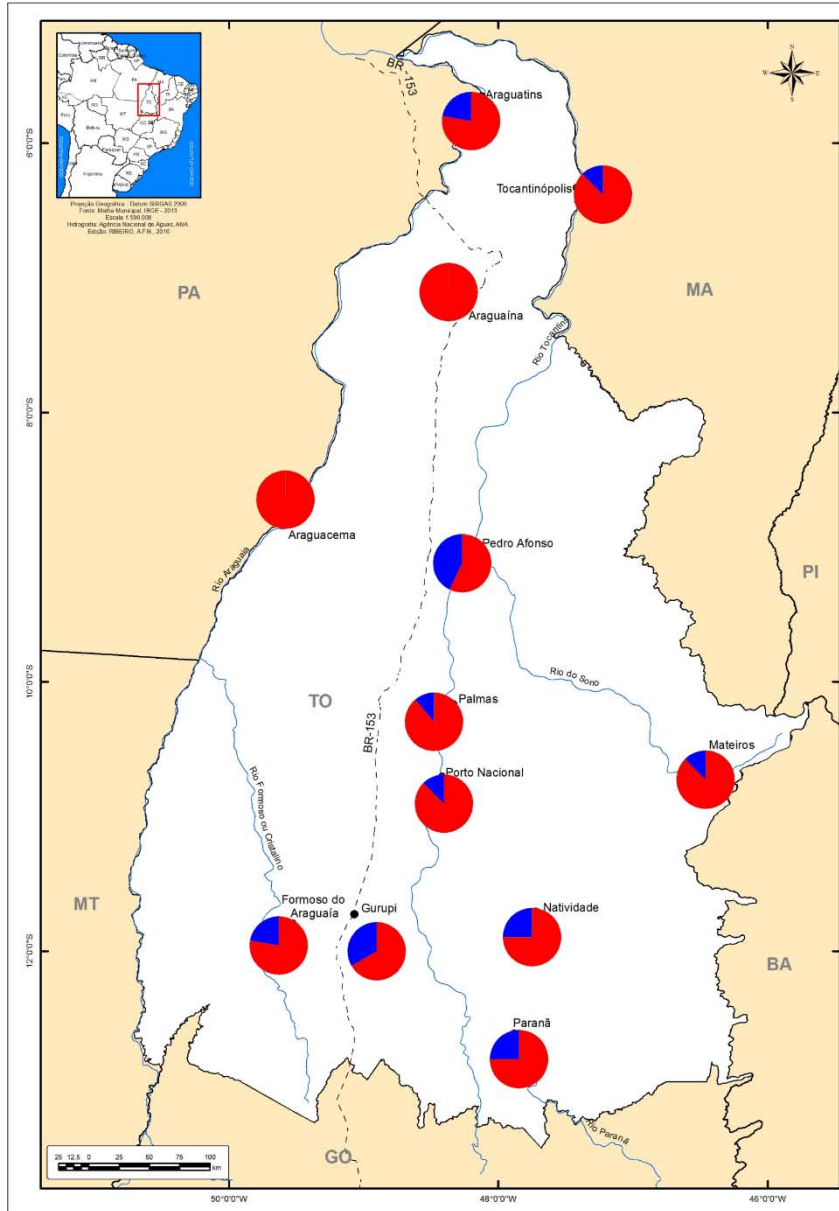 Projeção Geográfica - Datum SIRGAS 2000
Fonte: Malha Municipal, IBGE - 2013
Escala 1:500.000
Hidrografia: Agência Nacional de Águas, ANA
Edição: RIBEIRO, A.F.N., 2016
N
W
E
S
BR - 153
Araguatins
6°0'0"S
Tocantinópolis
PA
MA
Araguaína
Rio Tocantins
8°0'0"S
Araguacema
Rio Araguaia
Pedro Afonso
PI
10°0'0"S
Rio do Sono
TO
Palmas
BR-153
Mateiros
Porto Nacional
Rio Formoso ou Cristalino
MT
Formoso do
Araguaía
Gurupi
Natividade
12°0'0"S
BA
Paranã
Rio Paranã
GO
25 12,5 0 25 50 75 100
km
50°0'0"W
48°0'0"W
46°0'0"W